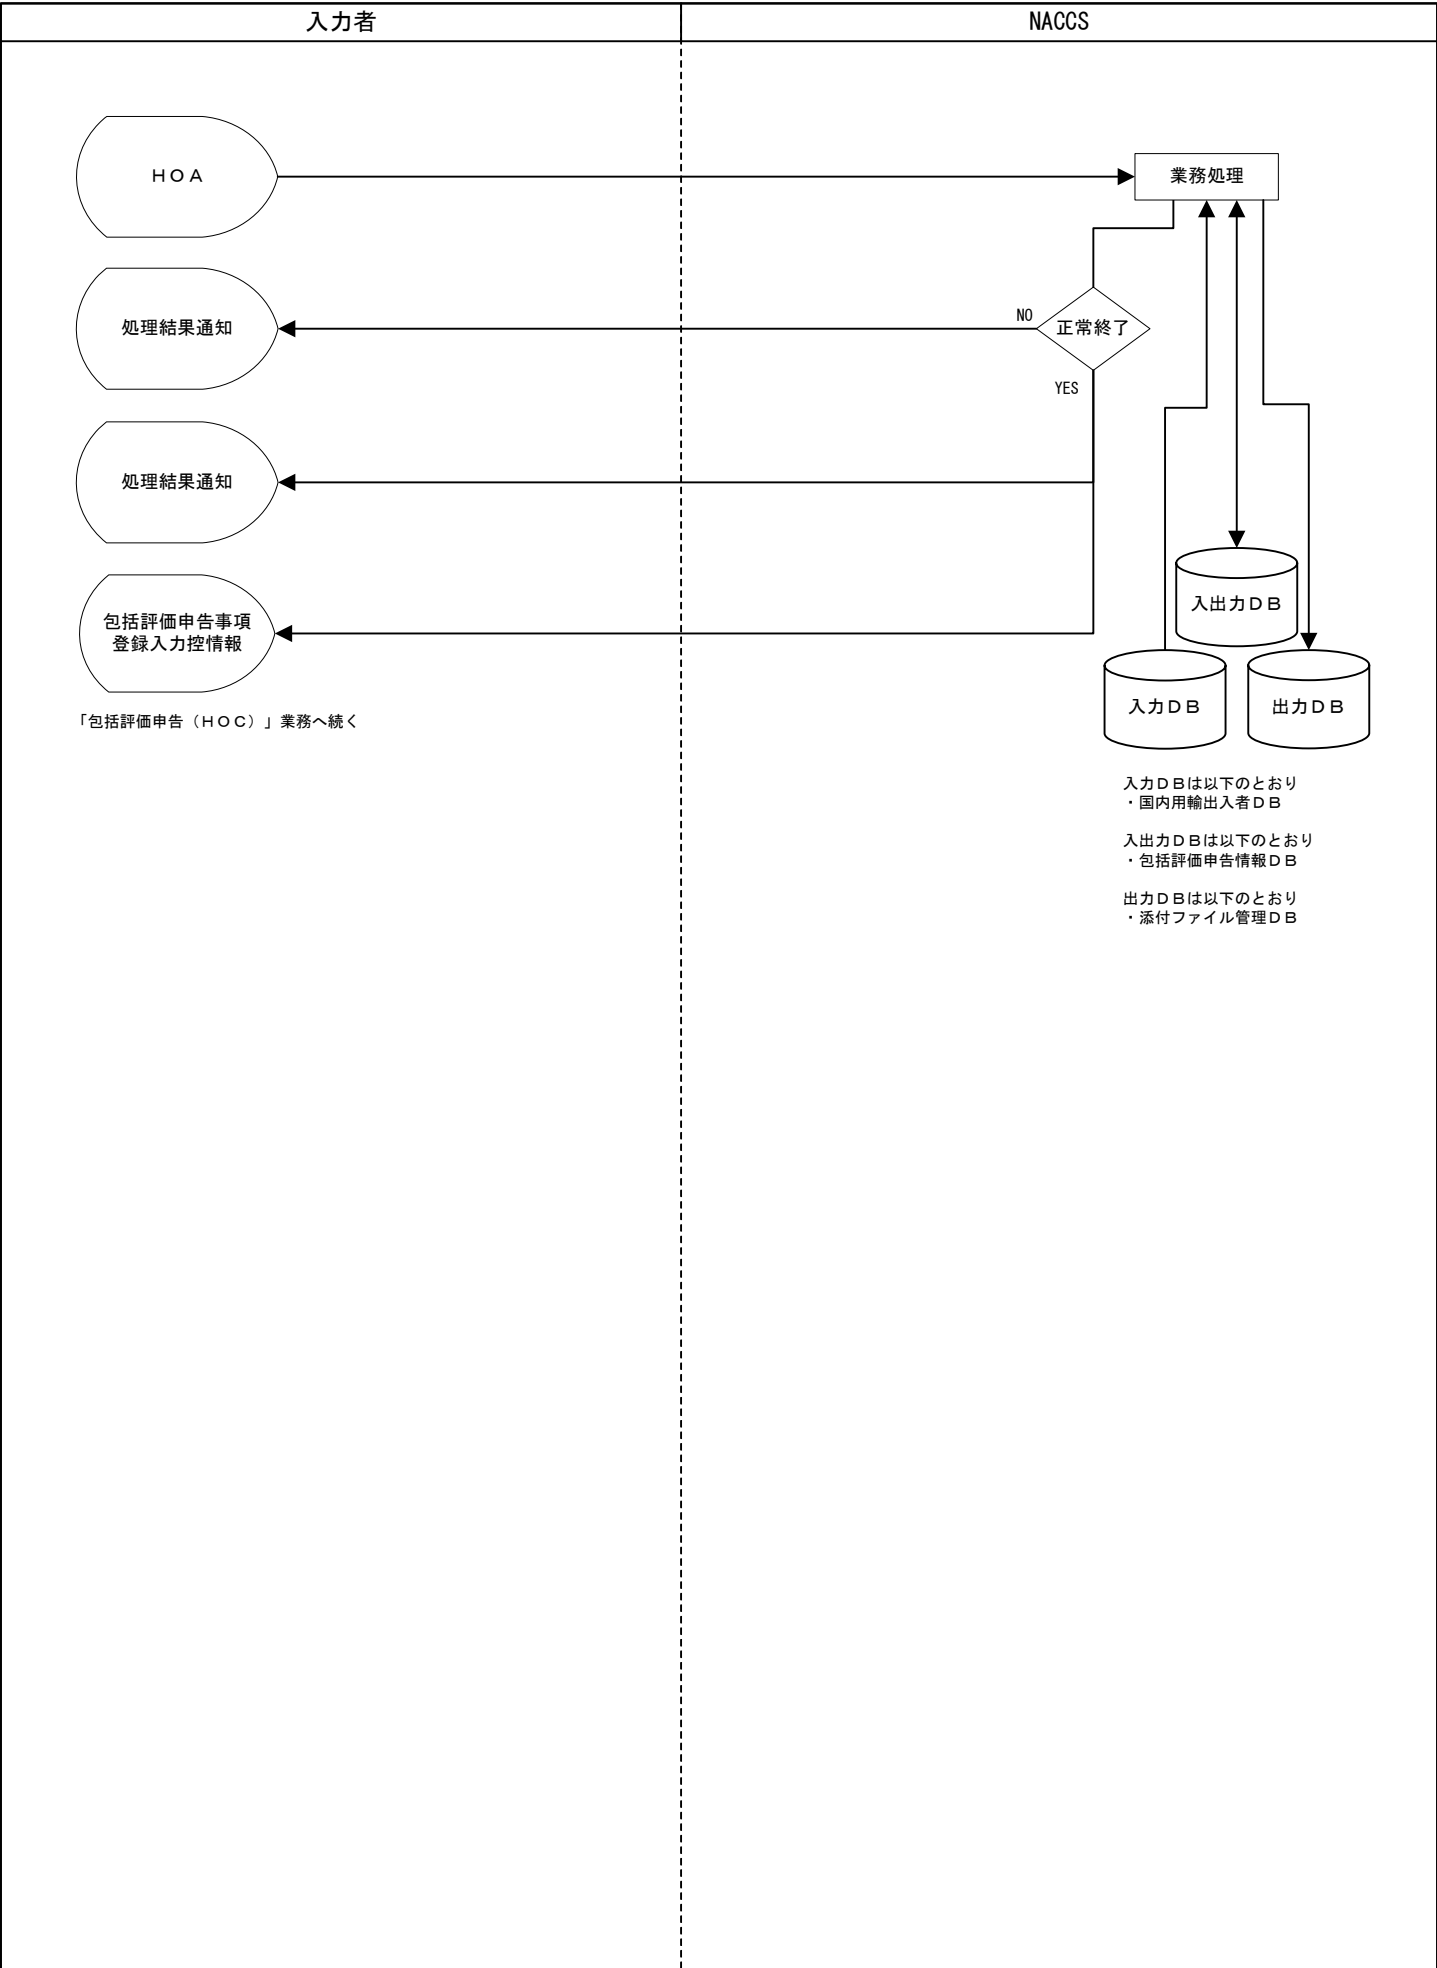 入力者
NACCS
ＨＯＡ
業務処理
処理結果通知
NO
正常終了
YES
処理結果通知
入出力ＤＢ
包括評価申告事項
登録入力控情報
入力ＤＢ
出力ＤＢ
「包括評価申告（ＨＯＣ）」業務へ続く
入力ＤＢは以下のとおり
・国内用輸出入者ＤＢ
入出力ＤＢは以下のとおり
・包括評価申告情報ＤＢ
出力ＤＢは以下のとおり
・添付ファイル管理ＤＢ